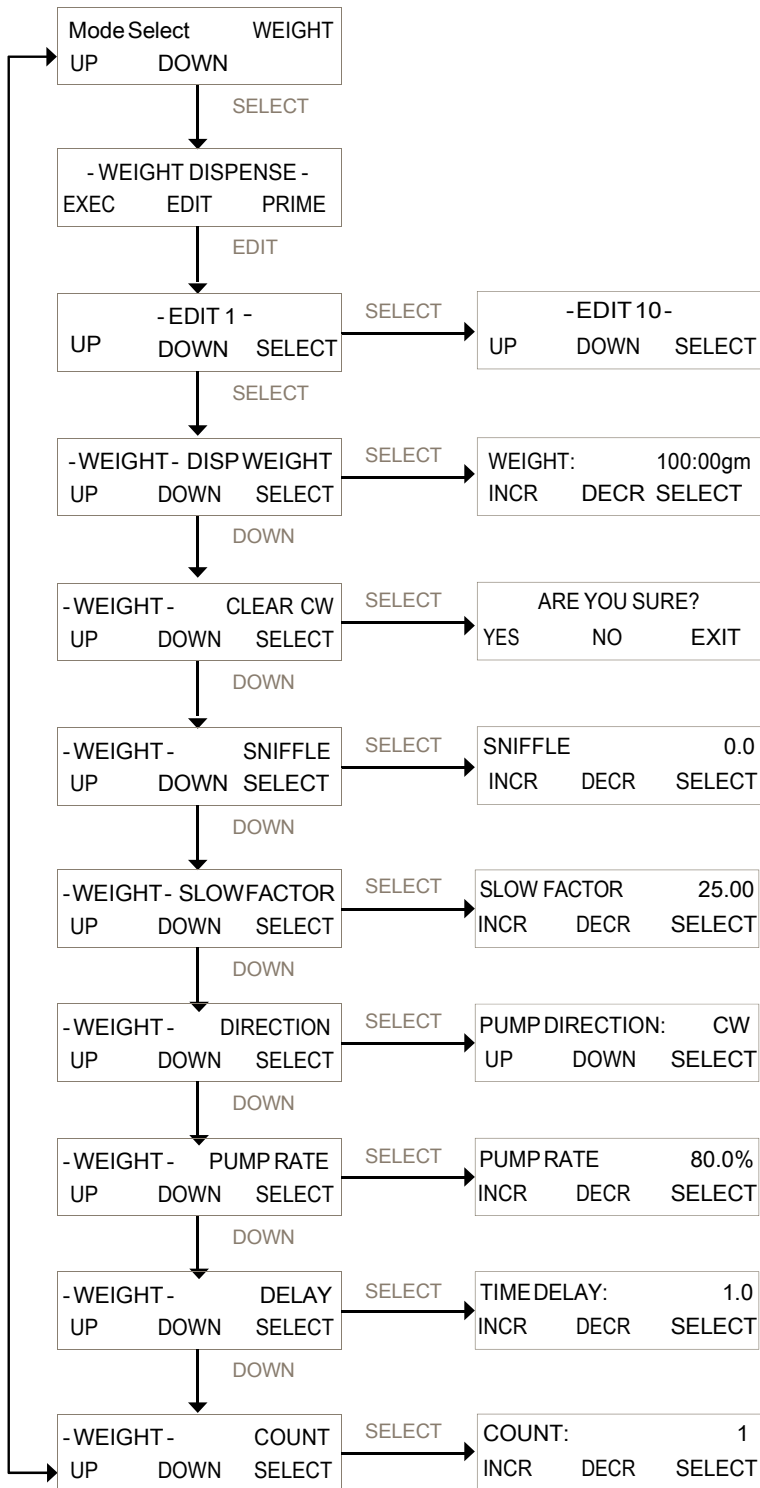 Mode Select WEIGHT
UP DOWN
SELECT
- WEIGHT DISPENSE -
EXEC EDIT PRIME
EDIT
- EDIT 1 -
UP DOWN SELECT
SELECT
- EDIT 10 -
UP DOWN SELECT
SELECT
- WEIGHT - DISP WEIGHT
UP DOWN SELECT
SELECT
WEIGHT: 100:00gm
INCR DECR SELECT
DOWN
- WEIGHT - CLEAR CW
UP DOWN SELECT
SELECT
ARE YOU SURE?
YES NO EXIT
DOWN
- WEIGHT - SNIFFLE
UP DOWN SELECT
SELECT
SNIFFLE 0.0
INCR DECR SELECT
DOWN
- WEIGHT - SLOW FACTOR
UP DOWN SELECT
SELECT
SLOW FACTOR 25.00
INCR DECR SELECT
DOWN
- WEIGHT - DIRECTION
UP DOWN SELECT
SELECT
PUMP DIRECTION: CW
UP DOWN SELECT
DOWN
- WEIGHT - PUMP RATE
UP DOWN SELECT
SELECT
PUMP RATE 80.0%
INCR DECR SELECT
DOWN
- WEIGHT - DELAY
UP DOWN SELECT
SELECT
TIME DELAY: 1.0
INCR DECR SELECT
DOWN
- WEIGHT - COUNT
UP DOWN SELECT
SELECT
COUNT: 1
INCR DECR SELECT